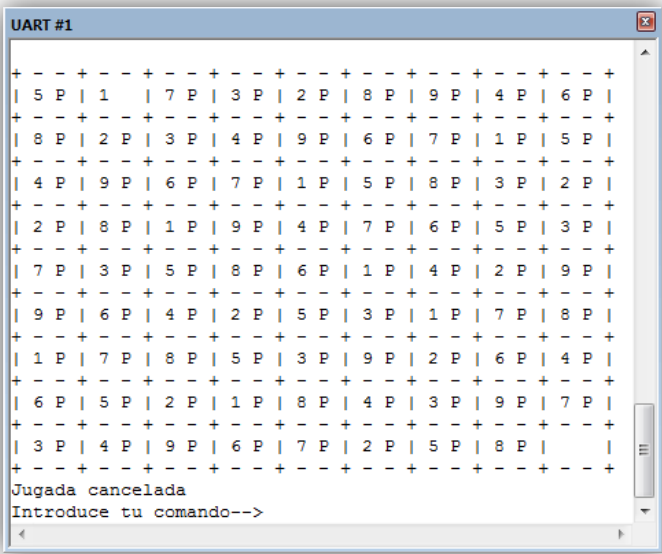 UART #1
+ - - + - - + - - + - - + - - + - - + - - + - - + - - +
| 5 P | 1   | 7 P | 3 P | 2 P | 8 P | 9 P | 4 P | 6 P |
+ - - + - - + - - + - - + - - + - - + - - + - - + - - +
| 8 P | 2 P | 3 P | 4 P | 9 P | 6 P | 7 P | 1 P | 5 P |
+ - - + - - + - - + - - + - - + - - + - - + - - + - - +
| 4 P | 9 P | 6 P | 7 P | 1 P | 5 P | 8 P | 3 P | 2 P |
+ - - + - - + - - + - - + - - + - - + - - + - - + - - +
| 2 P | 8 P | 1 P | 9 P | 4 P | 7 P | 6 P | 5 P | 3 P |
+ - - + - - + - - + - - + - - + - - + - - + - - + - - +
| 7 P | 3 P | 5 P | 8 P | 6 P | 1 P | 4 P | 2 P | 9 P |
+ - - + - - + - - + - - + - - + - - + - - + - - + - - +
| 9 P | 6 P | 4 P | 2 P | 5 P | 3 P | 1 P | 7 P | 8 P |
+ - - + - - + - - + - - + - - + - - + - - + - - + - - +
| 1 P | 7 P | 8 P | 5 P | 3 P | 9 P | 2 P | 6 P | 4 P |
+ - - + - - + - - + - - + - - + - - + - - + - - + - - +
| 6 P | 5 P | 2 P | 1 P | 8 P | 4 P | 3 P | 9 P | 7 P |
+ - - + - - + - - + - - + - - + - - + - - + - - + - - +
| 3 P | 4 P | 9 P | 6 P | 7 P | 2 P | 5 P | 8 P |     |
+ - - + - - + - - + - - + - - + - - + - - + - - + - - +
Jugada cancelada
Introduce tu comando-->